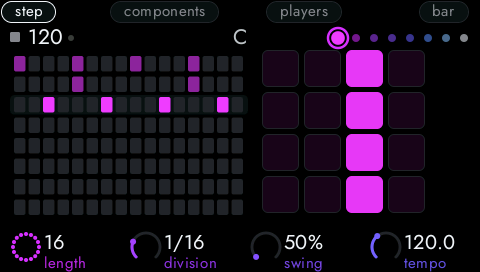 step components players bar
120 C
16 1/16 50% 120.0
length division swing tempo